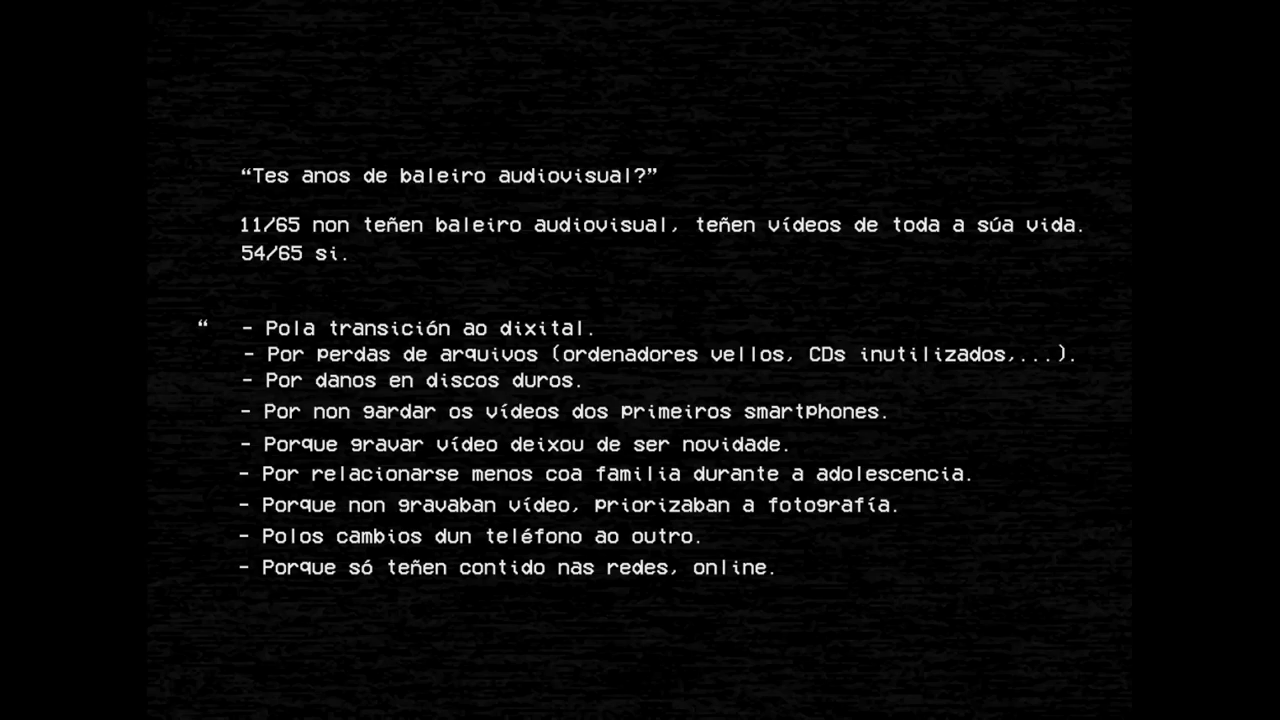 “Tes anos de baleiro audiovisual?”
11/65 non teñen baleiro audiovisual, teñen vídeos de toda a súa vida.
54/65 si.
“ - Pola transición ao dixital.
- Por perdas de arquivos (ordenadores vellos, CDs inutilizados,...).
- Por danos en discos duros.
- Por non gardar os vídeos dos primeiros smartphones.
- Porque gravar vídeo deixou de ser novidade.
- Por relacionarse menos coa familia durante a adolescencia.
- Porque non gravaban vídeo, priorizaban a fotografía.
- Polos cambios dun teléfono ao outro.
- Porque só teñen contido nas redes, online.